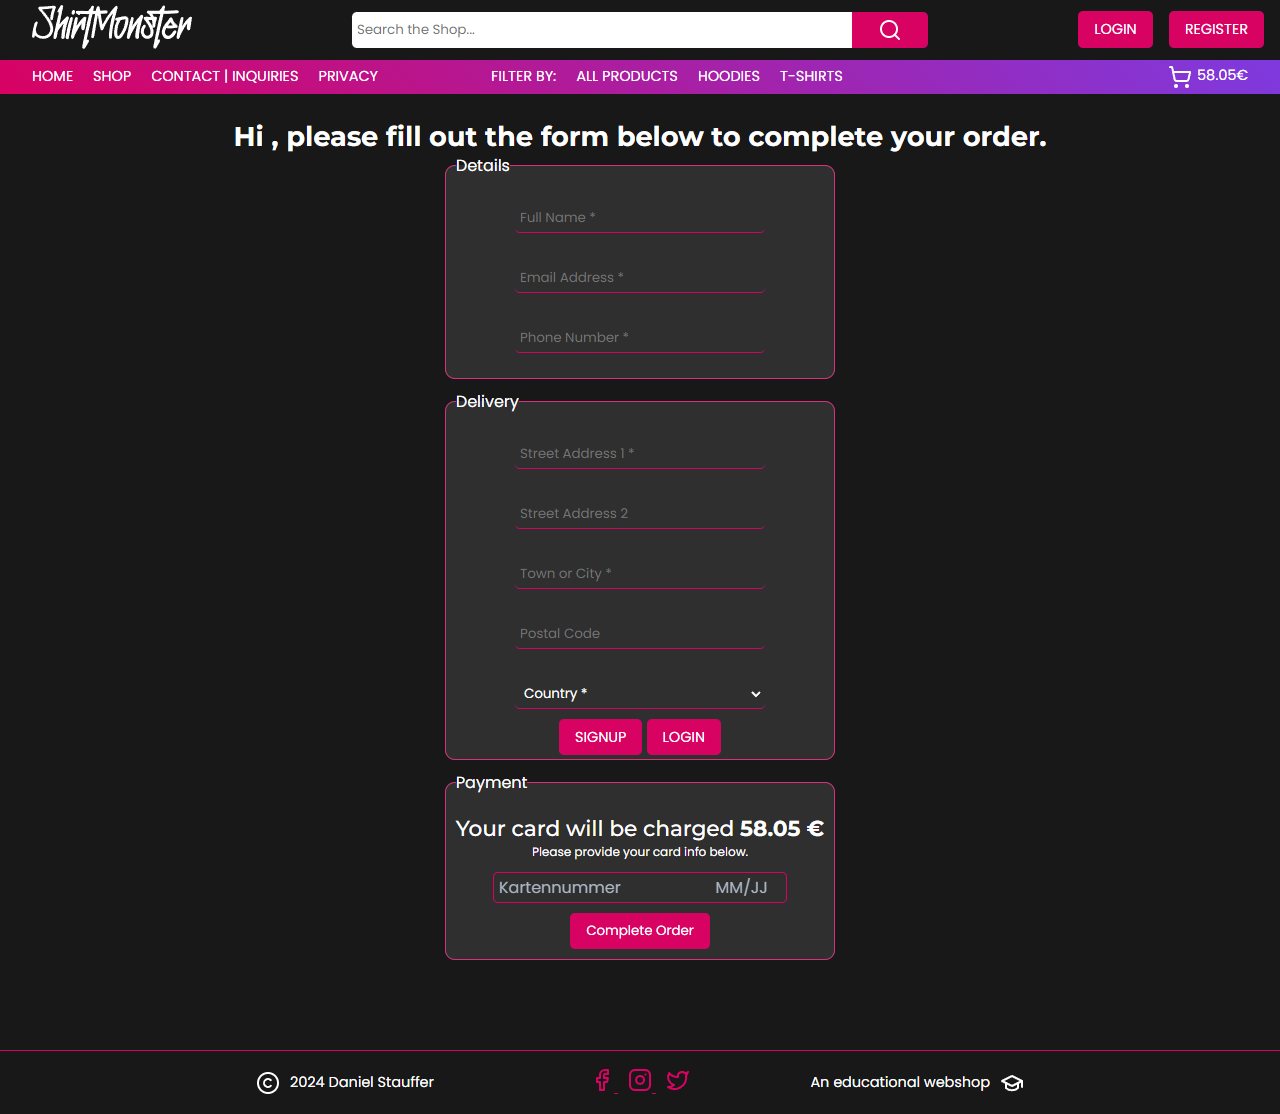 ShirtMonster
Search the Shop...
LOGIN
REGISTER
HOME SHOP CONTACT | INQUIRIES PRIVACY FILTER BY: ALL PRODUCTS HOODIES T-SHIRTS 58.05€
Hi , please fill out the form below to complete your order.
Details
Full Name *
Email Address *
Phone Number *
Delivery
Street Address 1 *
Street Address 2
Town or City *
Postal Code
Country *
SIGNUP LOGIN
Payment
Your card will be charged 58.05 €
Please provide your card info below.
Kartennummer MM/JJ
Complete Order
© 2024 Daniel Stauffer
An educational webshop